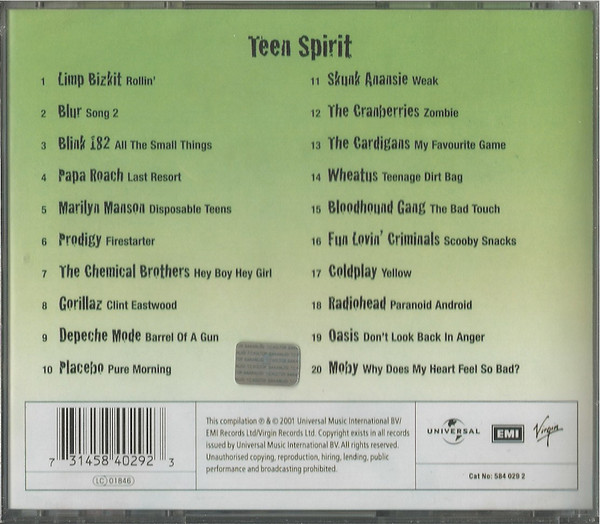 Teen Spirit
1 Limp Bizkit Rollin'
2 Blur Song 2
3 Blink 182 All The Small Things
4 Papa Roach Last Resort
5 Marilyn Manson Disposable Teens
6 Prodigy Firestarter
7 The Chemical Brothers Hey Boy Hey Girl
8 Gorillaz Clint Eastwood
9 Depeche Mode Barrel Of A Gun
10 Placebo Pure Morning
11 Skunk Anansie Weak
12 The Cranberries Zombie
13 The Cardigans My Favourite Game
14 Wheatus Teenage Dirt Bag
15 Bloodhound Gang The Bad Touch
16 Fun Lovin' Criminals Scooby Snacks
17 Coldplay Yellow
18 Radiohead Paranoid Android
19 Oasis Don't Look Back In Anger
20 Moby Why Does My Heart Feel So Bad?
7 31458 40292 3
LC 01846
This compilation ℗ & © 2001 Universal Music International BV/
EMI Records Ltd/Virgin Records Ltd. Copyright exists in all records
issued by Universal Music International BV. All rights reserved.
Unauthorised copying, reproduction, hiring, lending, public
performance and broadcasting prohibited.
UNIVERSAL
EMI
Virgin
Cat No: 584 029 2